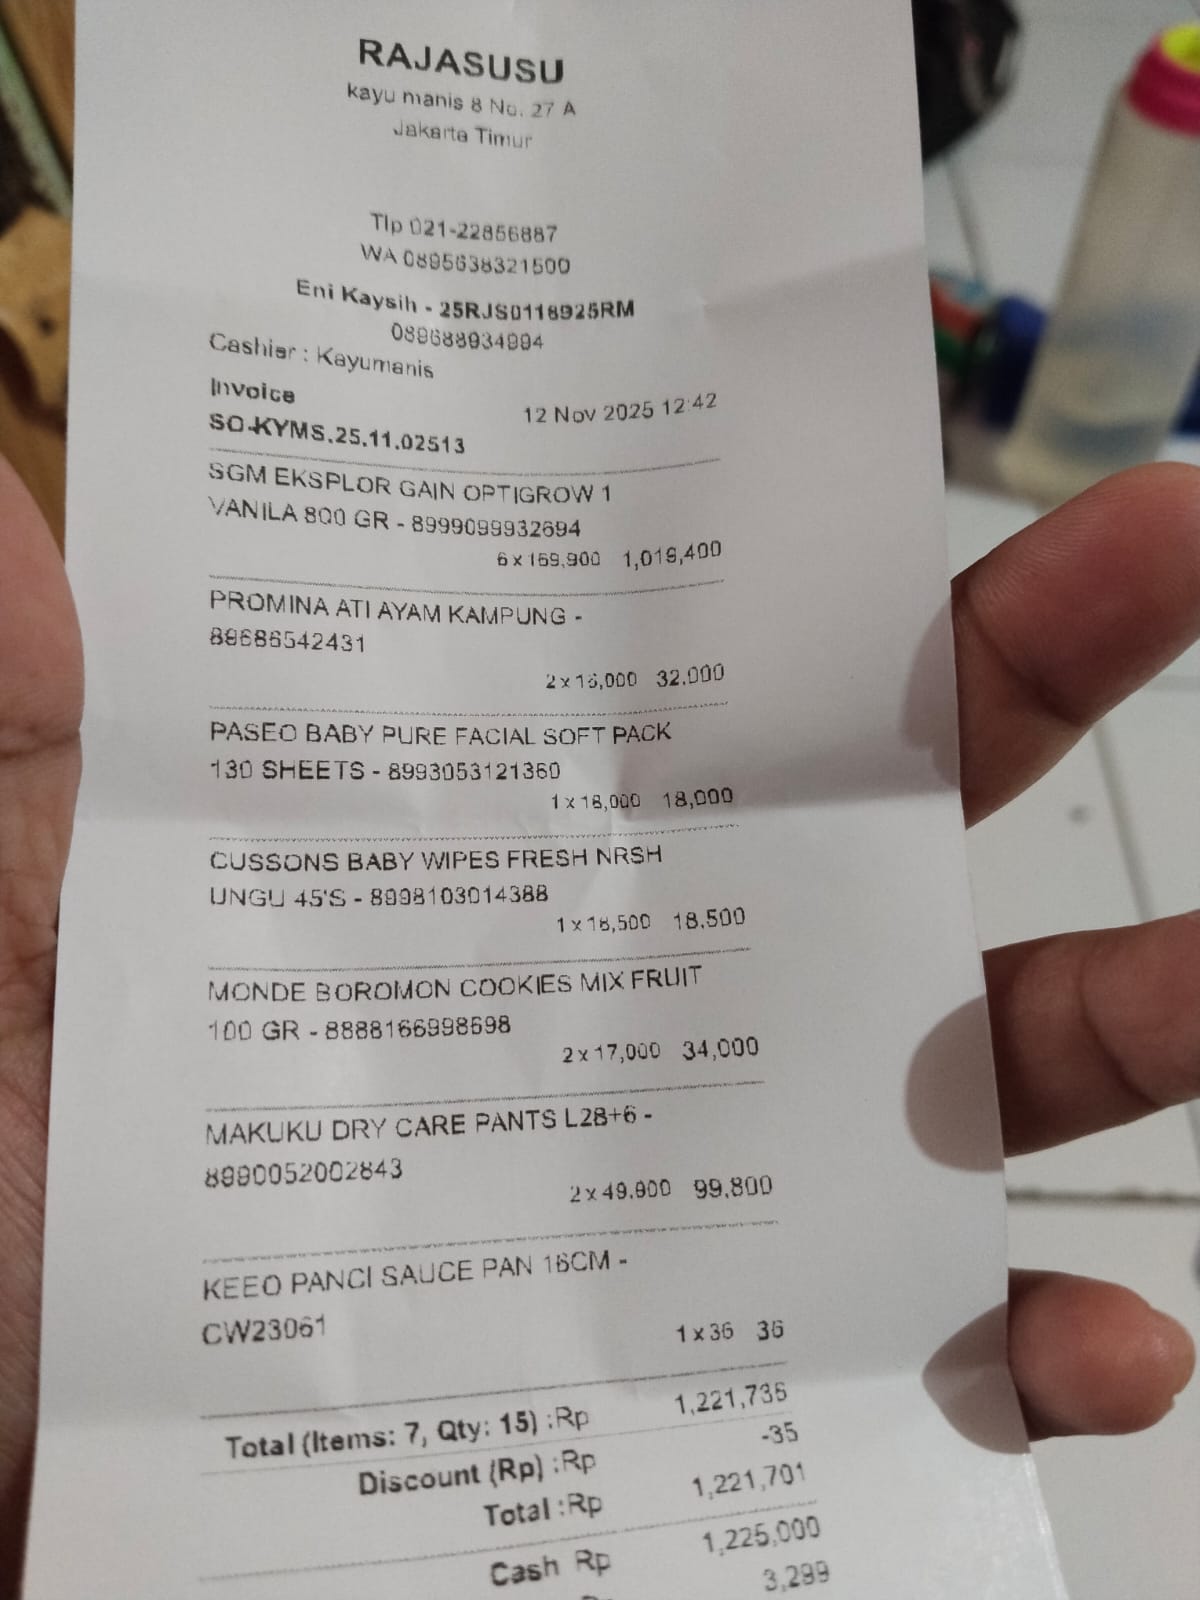 RAJASUSU
kayu manis 8 No. 27 A
Jakarta Timur
Tlp 021-22856887
WA 0895638321500
Eni Kaysih - 25RJS0118925RM
089688934994
Cashier : Kayumanis
Invoice
12 Nov 2025 12:42
SO-KYMS.25.11.02513
SGM EKSPLOR GAIN OPTIGROW 1
VANILA 800 GR - 8999099932694
6 x 169,900 1,019,400
PROMINA ATI AYAM KAMPUNG -
89686542431
2 x 16,000 32,000
PASEO BABY PURE FACIAL SOFT PACK
130 SHEETS - 8993053121360
1 x 18,000 18,000
CUSSONS BABY WIPES FRESH NRSH
UNGU 45'S - 8998103014388
1 x 18,500 18,500
MONDE BOROMON COOKIES MIX FRUIT
100 GR - 8888166998698
2 x 17,000 34,000
MAKUKU DRY CARE PANTS L28+6 -
8990052002843
2 x 49,900 99,800
KEEO PANCI SAUCE PAN 16CM -
CW23061
1 x 36 36
Total (Items: 7, Qty: 15) :Rp 1,221,736
Discount (Rp) :Rp -35
Total :Rp 1,221,701
Cash Rp 1,225,000
3,299